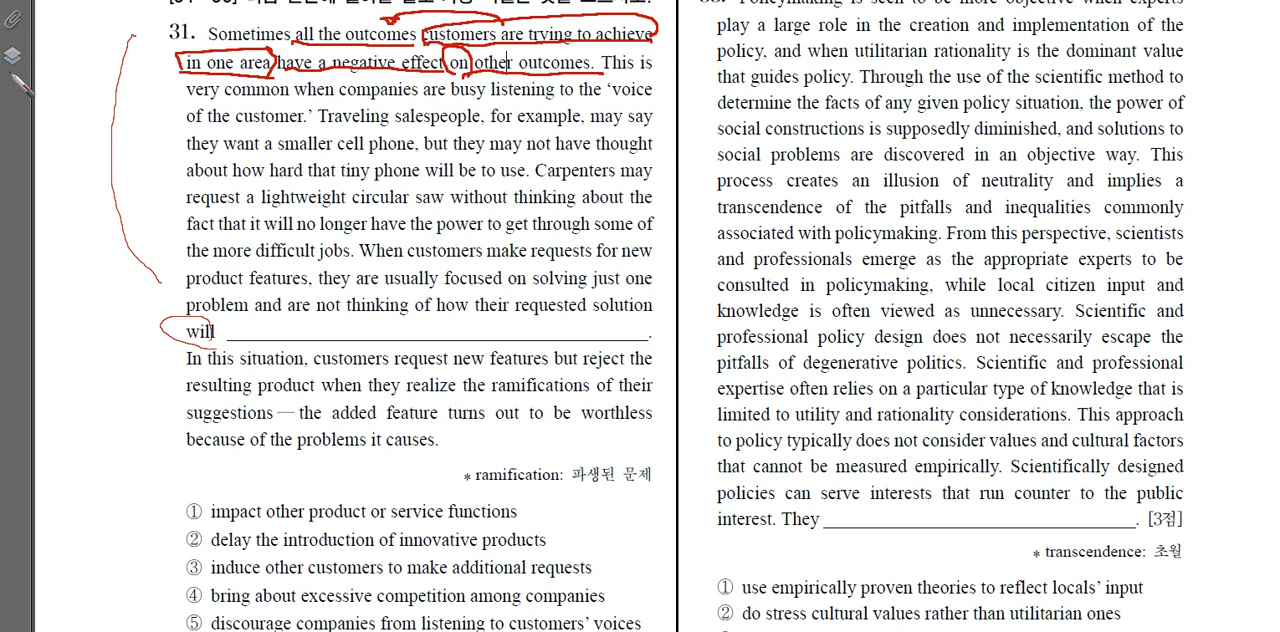 31. Sometimes all the outcomes customers are trying to achieve
in one area have a negative effect on other outcomes. This is
very common when companies are busy listening to the ‘voice
of the customer.’ Traveling salespeople, for example, may say
they want a smaller cell phone, but they may not have thought
about how hard that tiny phone will be to use. Carpenters may
request a lightweight circular saw without thinking about the
fact that it will no longer have the power to get through some of
the more difficult jobs. When customers make requests for new
product features, they are usually focused on solving just one
problem and are not thinking of how their requested solution
will ______.
In this situation, customers request new features but reject the
resulting product when they realize the ramifications of their
suggestions — the added feature turns out to be worthless
because of the problems it causes.
* ramification: 파생된 문제
① impact other product or service functions
② delay the introduction of innovative products
③ induce other customers to make additional requests
④ bring about excessive competition among companies
⑤ discourage companies from listening to customers’ voices
Policymaking is seen to be more objective when experts
play a large role in the creation and implementation of the
policy, and when utilitarian rationality is the dominant value
that guides policy. Through the use of the scientific method to
determine the facts of any given policy situation, the power of
social constructions is supposedly diminished, and solutions to
social problems are discovered in an objective way. This
process creates an illusion of neutrality and implies a
transcendence of the pitfalls and inequalities commonly
associated with policymaking. From this perspective, scientists
and professionals emerge as the appropriate experts to be
consulted in policymaking, while local citizen input and
knowledge is often viewed as unnecessary. Scientific and
professional policy design does not necessarily escape the
pitfalls of degenerative politics. Scientific and professional
expertise often relies on a particular type of knowledge that is
limited to utility and rationality considerations. This approach
to policy typically does not consider values and cultural factors
that cannot be measured empirically. Scientifically designed
policies can serve interests that run counter to the public
interest. They ______. [3점]
* transcendence: 초월
① use empirically proven theories to reflect locals’ input
② do stress cultural values rather than utilitarian ones